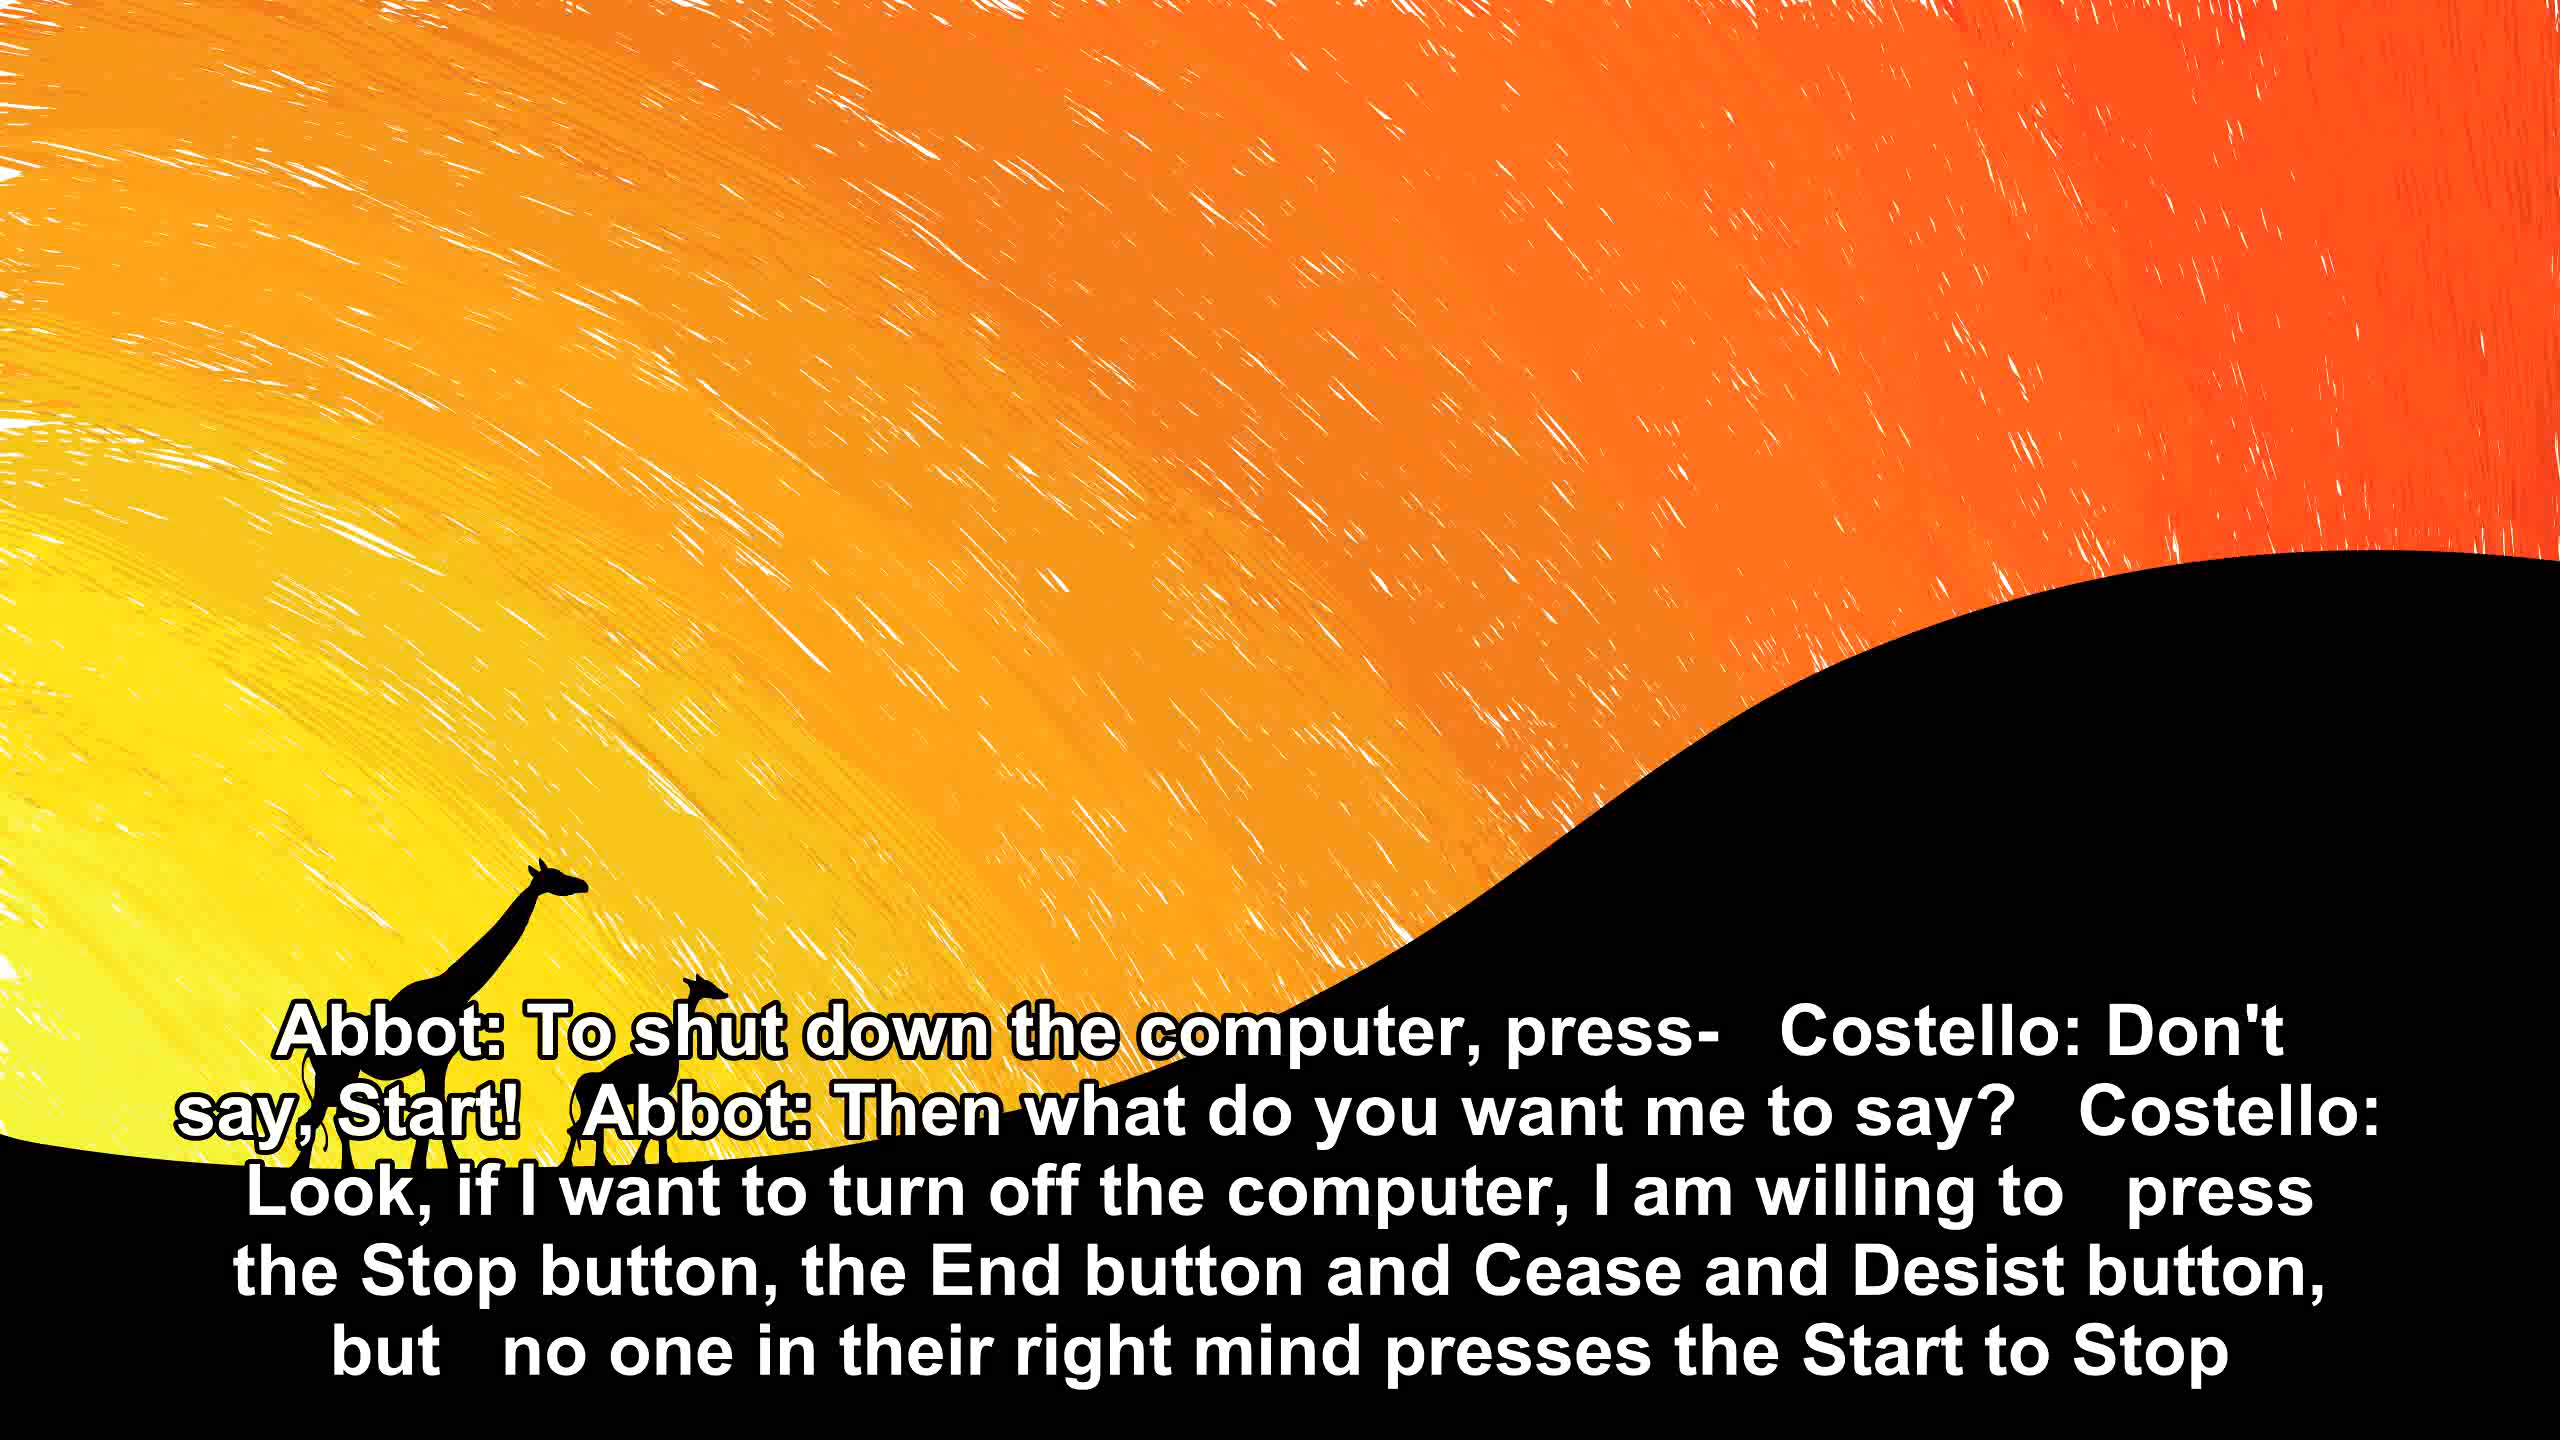 Abbot: To shut down the computer, press-   Costello: Don't
say, Start!   Abbot: Then what do you want me to say?   Costello:
Look, if I want to turn off the computer, I am willing to   press
the Stop button, the End button and Cease and Desist button,
but   no one in their right mind presses the Start to Stop